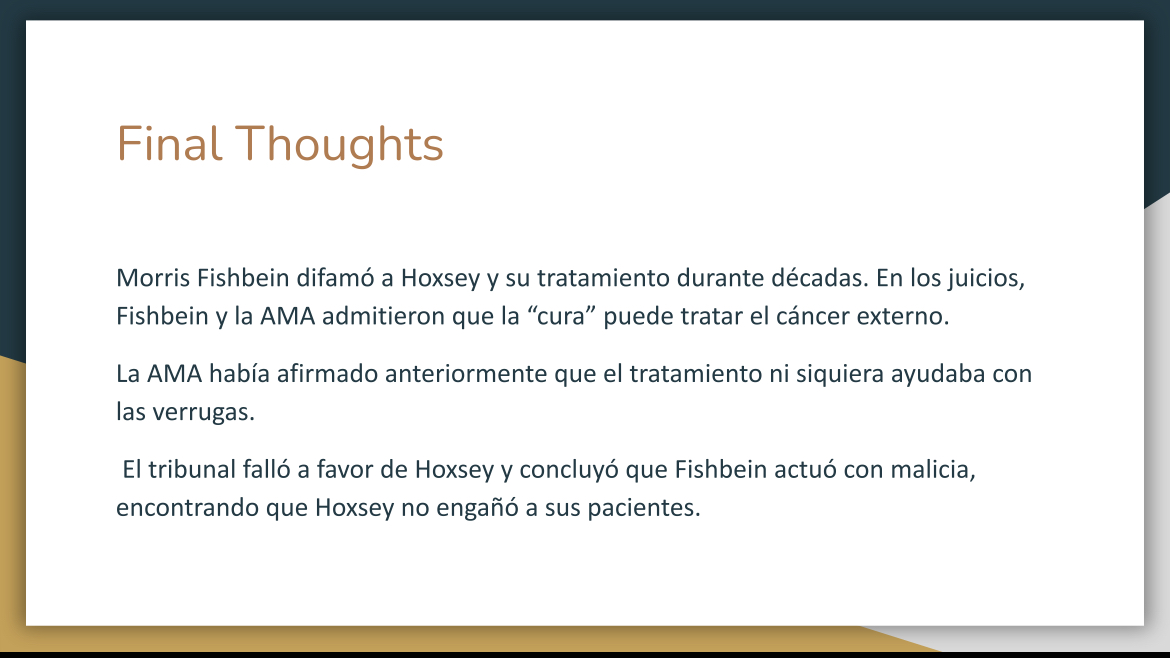 Final Thoughts
Morris Fishbein difamó a Hoxsey y su tratamiento durante décadas. En los juicios,
Fishbein y la AMA admitieron que la “cura” puede tratar el cáncer externo.
La AMA había afirmado anteriormente que el tratamiento ni siquiera ayudaba con
las verrugas.
El tribunal falló a favor de Hoxsey y concluyó que Fishbein actuó con malicia,
encontrando que Hoxsey no engañó a sus pacientes.